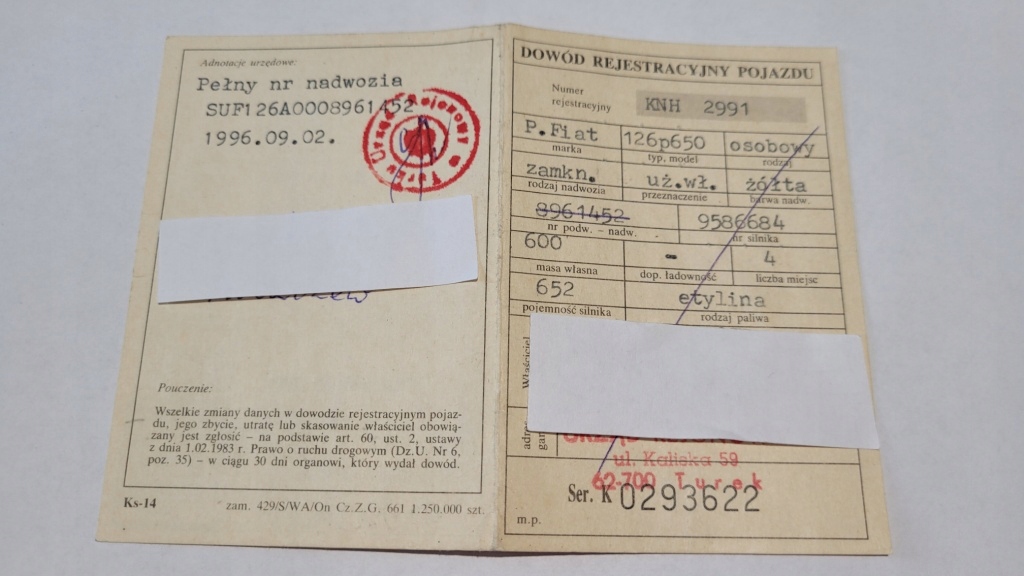 Adnotacje urzędowe:
Pełny nr nadwozia
SUF126A0008961452
1996.09.02.
Pouczenie:
Wszelkie zmiany danych w dowodzie rejestracyjnym pojaz-
du, jego zbycie, utratę lub skasowanie właściciel obowią-
zany jest zgłosić – na podstawie art. 60, ust. 2, ustawy
z dnia 1.02.1983 r. Prawo o ruchu drogowym (Dz.U. Nr 6,
poz. 35) – w ciągu 30 dni organowi, który wydał dowód.
Ks-14
zam. 429/S/WA/On Cz.Z.G. 661 1.250.000 szt.
DOWÓD REJESTRACYJNY POJAZDU
Numer
rejestracyjny
KNH 2991
P.Fiat 126p650 osobowy
marka typ, model rodzaj
zamkn. uż.wł. żółta
rodzaj nadwozia przeznaczenie barwa nadw.
8961452 9586684
nr podw. – nadw. nr silnika
600 - 4
masa własna dop. ładowność liczba miejsc
652 etylina
pojemność silnika rodzaj paliwa
Właściciel
ul. Kaliska 59
62-700 Turek
Ser. K 0293622
m.p.